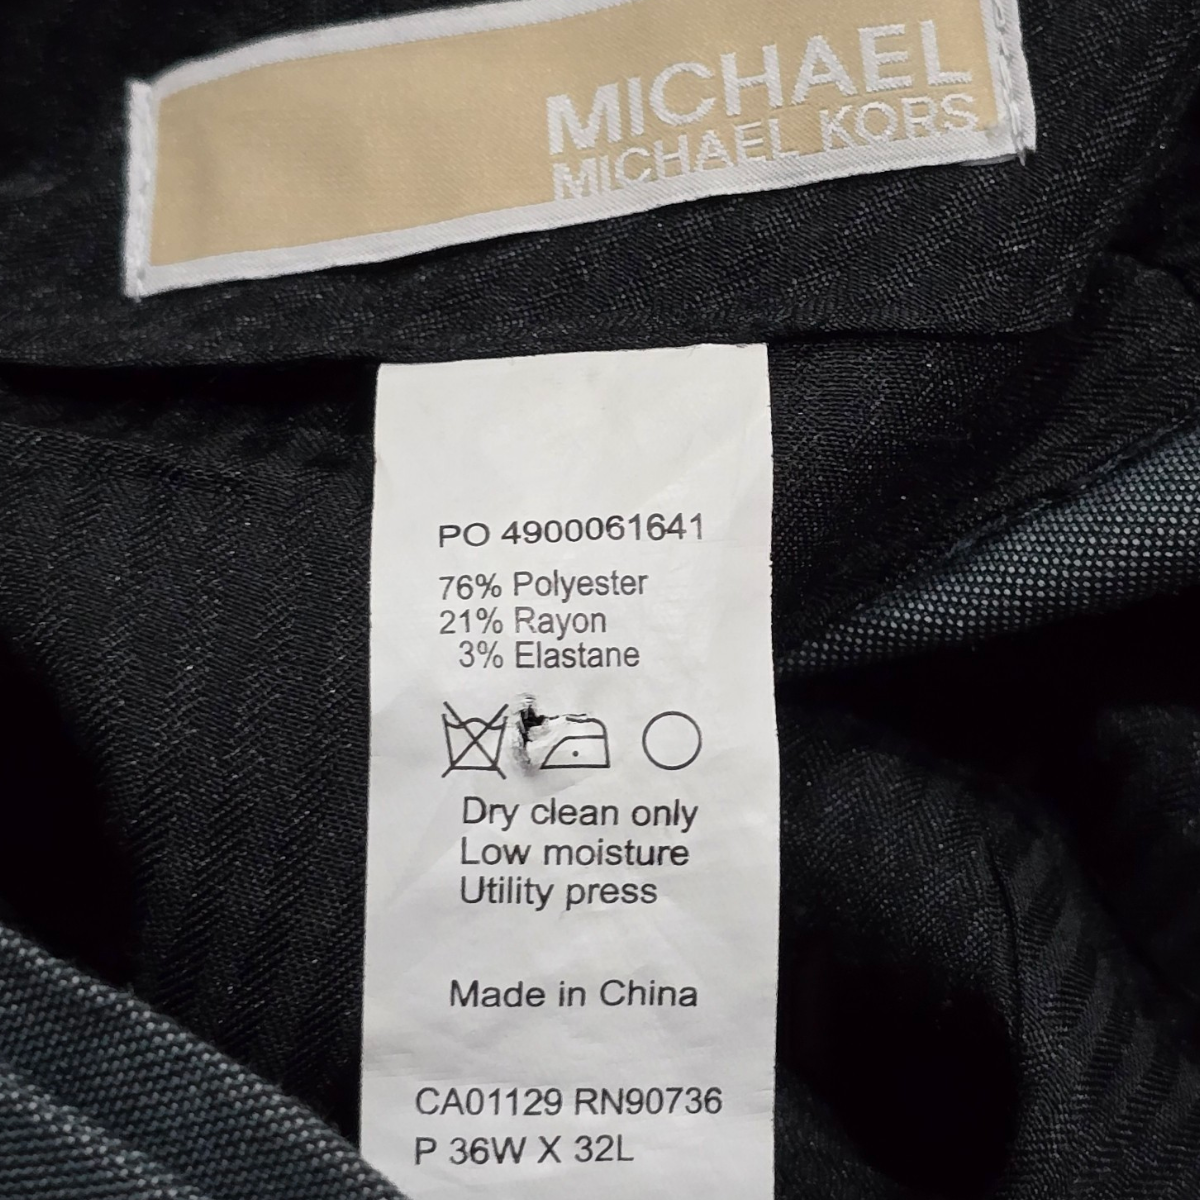 MICHAEL
MICHAEL KORS
PO 4900061641
76% Polyester
21% Rayon
3% Elastane
Dry clean only
Low moisture
Utility press
Made in China
CA01129 RN90736
P 36W X 32L